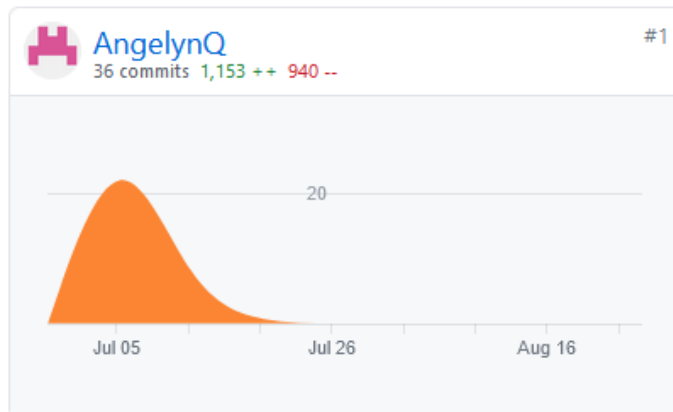 AngelynQ
#1
36 commits 1,153 ++ 940 --
20
Jul 05 Jul 26 Aug 16